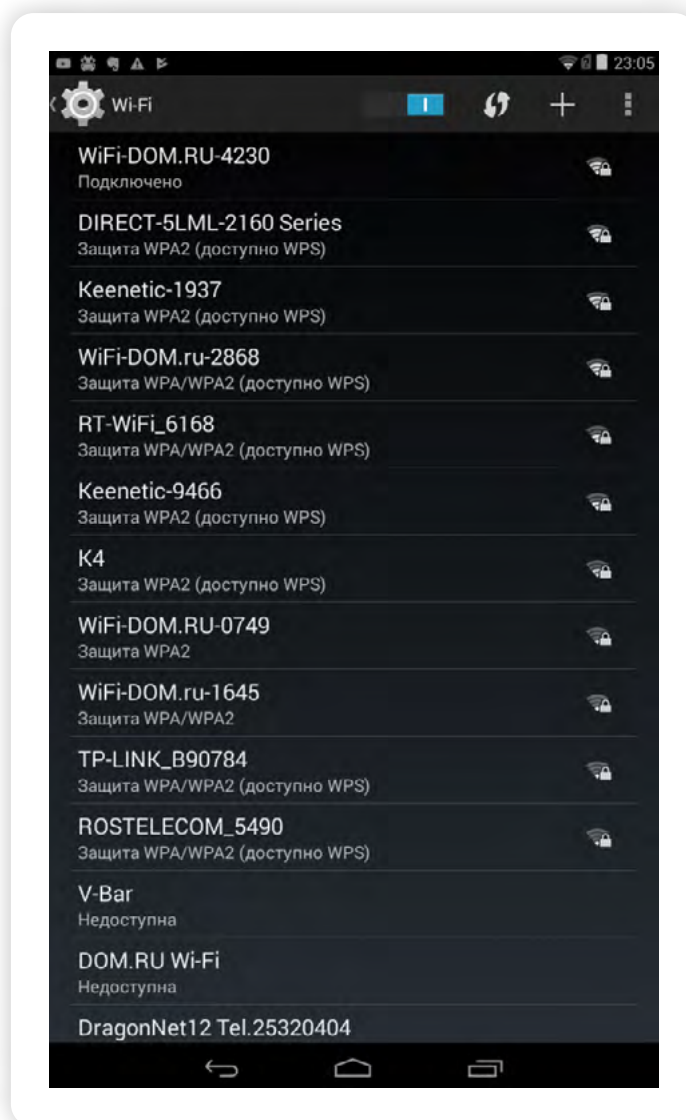 23:05
Wi-Fi
WiFi-DOM.RU-4230
Подключено
DIRECT-5LML-2160 Series
Защита WPA2 (доступно WPS)
Keenetic-1937
Защита WPA2 (доступно WPS)
WiFi-DOM.ru-2868
Защита WPA/WPA2 (доступно WPS)
RT-WiFi_6168
Защита WPA/WPA2 (доступно WPS)
Keenetic-9466
Защита WPA2 (доступно WPS)
K4
Защита WPA2 (доступно WPS)
WiFi-DOM.RU-0749
Защита WPA2
WiFi-DOM.ru-1645
Защита WPA/WPA2
TP-LINK_B90784
Защита WPA/WPA2 (доступно WPS)
ROSTELECOM_5490
Защита WPA/WPA2 (доступно WPS)
V-Bar
Недоступна
DOM.RU Wi-Fi
Недоступна
DragonNet12 Tel.25320404